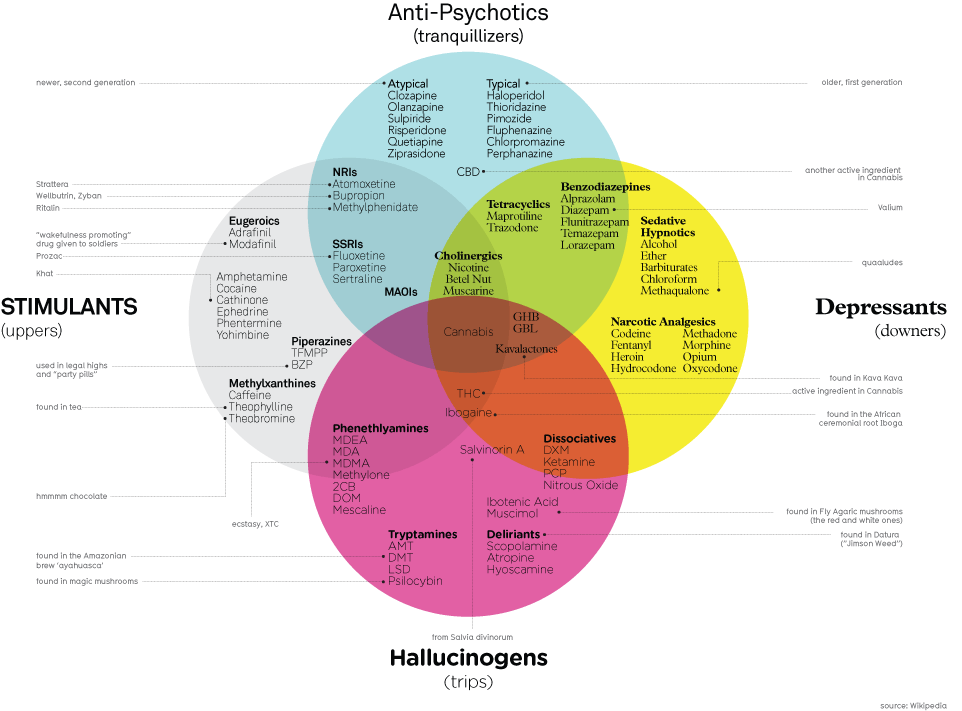 Anti-Psychotics
(tranquillizers)
newer, second generation
older, first generation
Atypical
Clozapine
Olanzapine
Sulpiride
Risperidone
Quetiapine
Ziprasidone
Typical
Haloperidol
Thioridazine
Pimozide
Fluphenazine
Chlorpromazine
Perphanazine
CBD
another active ingredient
in Cannabis
NRIs
Atomoxetine
Bupropion
Methylphenidate
Strattera
Wellbutrin, Zyban
Ritalin
Tetracyclics
Maprotiline
Trazodone
Benzodiazepines
Alprazolam
Diazepam
Flunitrazepam
Temazepam
Lorazepam
Valium
Eugeroics
Adrafinil
Modafinil
"wakefulness promoting"
drug given to soldiers
SSRIs
Fluoxetine
Paroxetine
Sertraline
Prozac
MAOIs
Cholinergics
Nicotine
Betel Nut
Muscarine
Sedative
Hypnotics
Alcohol
Ether
Barbiturates
Chloroform
Methaqualone
quaaludes
Khat
Amphetamine
Cocaine
Cathinone
Ephedrine
Phentermine
Yohimbine
STIMULANTS
(uppers)
Depressants
(downers)
Cannabis
GHB
GBL
Kavalactones
Narcotic Analgesics
Codeine
Fentanyl
Heroin
Hydrocodone
Methadone
Morphine
Opium
Oxycodone
Piperazines
TFMPP
BZP
used in legal highs
and "party pills"
found in Kava Kava
Methylxanthines
Caffeine
Theophylline
Theobromine
found in tea
THC
active ingredient in Cannabis
Ibogaine
found in the African
ceremonial root Iboga
Phenethlyamines
MDEA
MDA
MDMA
Methylone
2CB
DOM
Mescaline
Salvinorin A
Dissociatives
DXM
Ketamine
PCP
Nitrous Oxide
hmmmm chocolate
ecstasy, XTC
Ibotenic Acid
Muscimol
found in Fly Agaric mushrooms
(the red and white ones)
Tryptamines
AMT
DMT
LSD
Psilocybin
Deliriants
Scopolamine
Atropine
Hyoscamine
found in Datura
("Jimson Weed")
found in the Amazonian
brew 'ayahuasca'
found in magic mushrooms
from Salvia divinorum
Hallucinogens
(trips)
source: Wikipedia